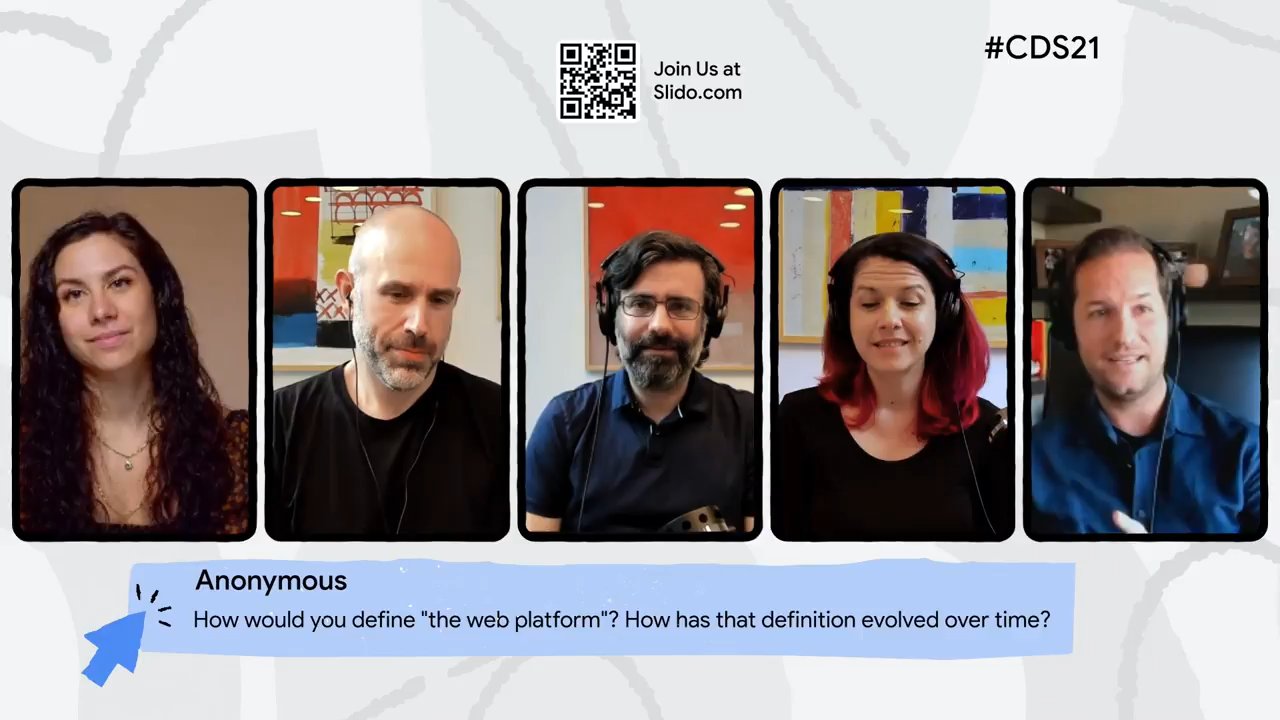 Join Us at
Slido.com
#CDS21
Anonymous
How would you define "the web platform"? How has that definition evolved over time?